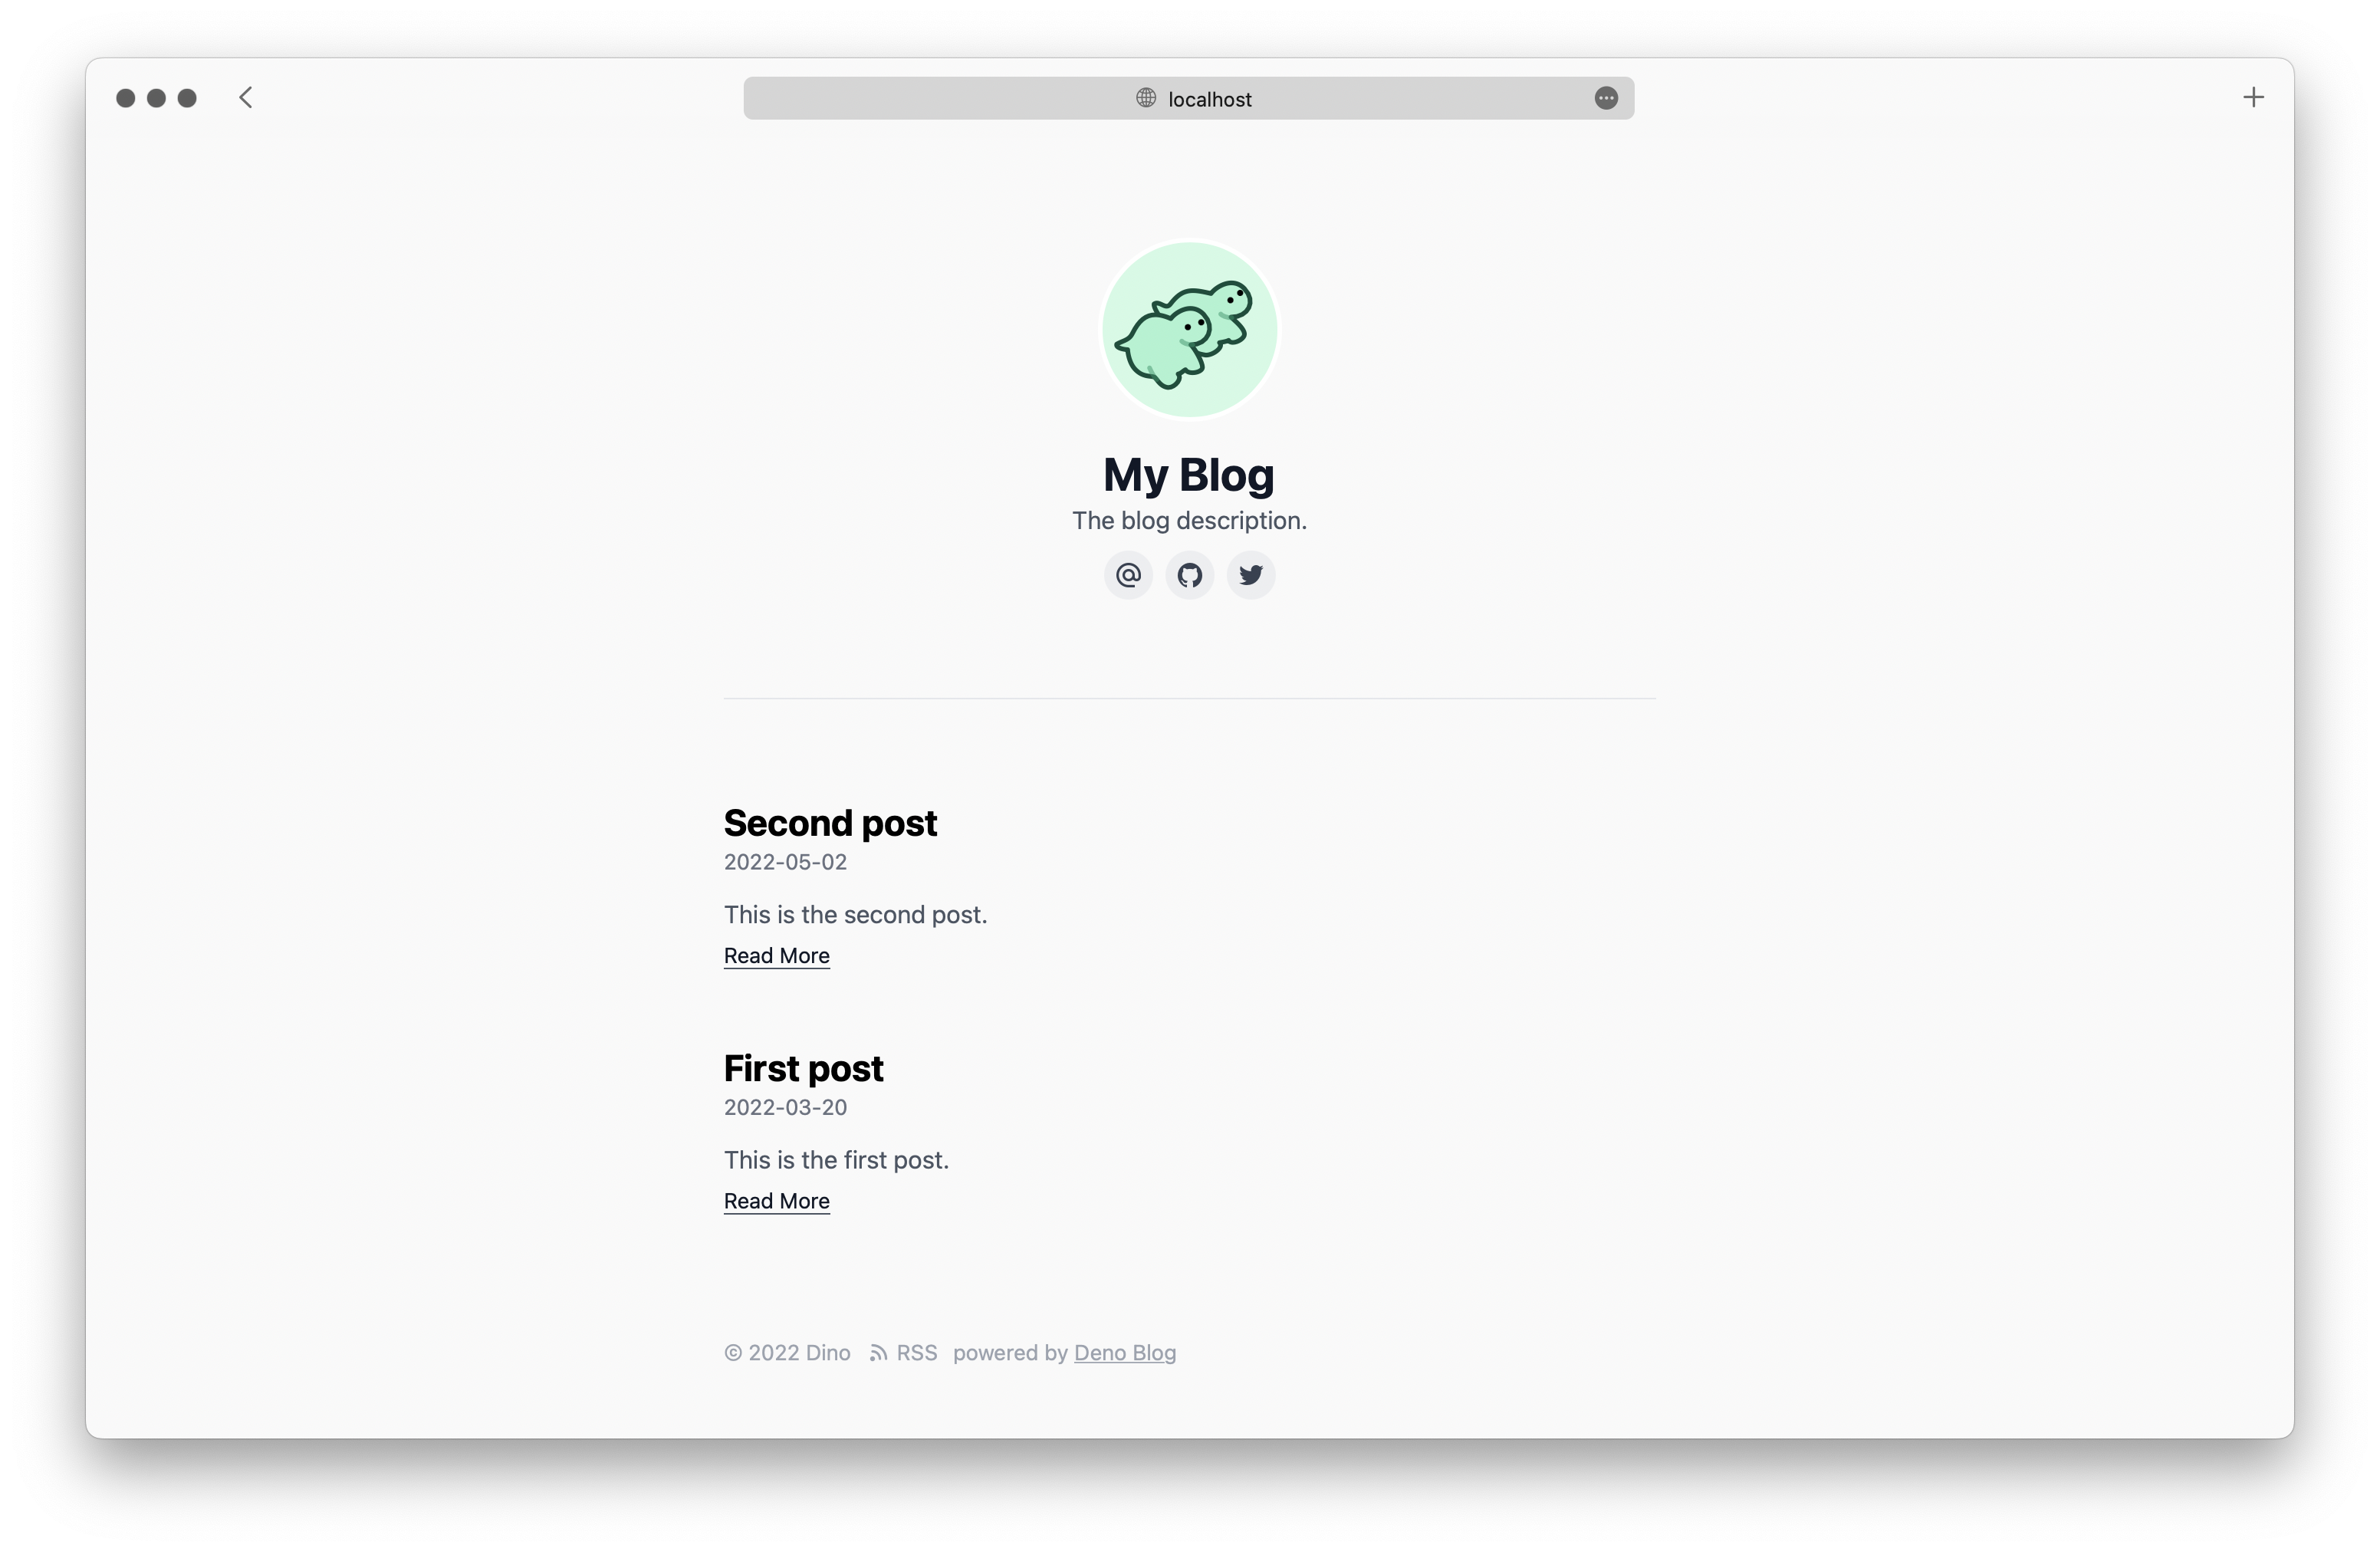 localhost
My Blog
The blog description.
Second post
2022-05-02
This is the second post.
Read More
First post
2022-03-20
This is the first post.
Read More
© 2022 Dino RSS powered by Deno Blog